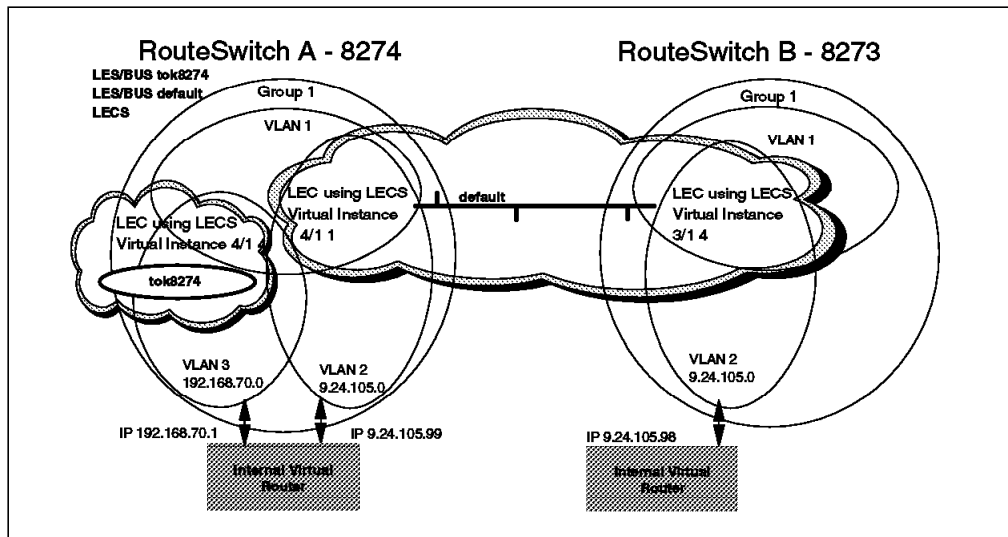 RouteSwitch A - 8274
RouteSwitch B - 8273
LES/BUS tok8274
LES/BUS default
LECS
Group 1
VLAN 1
Group 1
VLAN 1
LEC using LECS
Virtual Instance 4/1 4
tok8274
LEC using LECS
Virtual Instance
4/1 1
default
LEC using LECS
Virtual Instance
3/1 4
VLAN 3
192.168.70.0
VLAN 2
9.24.105.0
VLAN 2
9.24.105.0
IP 192.168.70.1
IP 9.24.105.99
IP 9.24.105.98
Internal Virtual
Router
Internal Virtual
Router